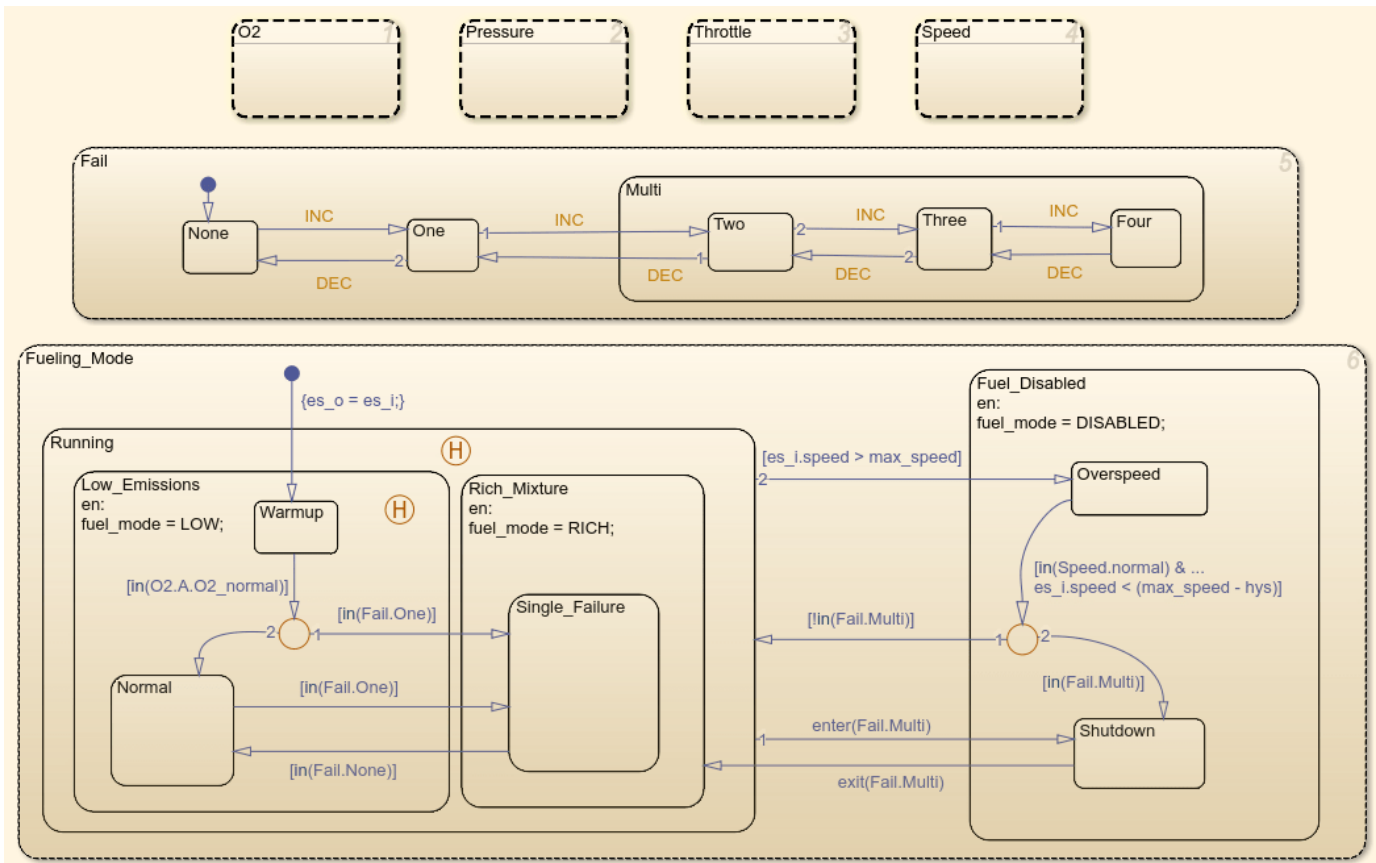 O2
1
Pressure
2
Throttle
3
Speed
4
Fail
5
None
INC
DEC
One
1
2
INC
DEC
Multi
Two
2
1
INC
DEC
Three
1
2
INC
DEC
Four
Fueling_Mode
6
{es_o = es_i;}
Running
H
Low_Emissions
en:
fuel_mode = LOW;
H
Warmup
[in(O2.A.O2_normal)]
2
1
[in(Fail.One)]
Normal
[in(Fail.One)]
[in(Fail.None)]
Rich_Mixture
en:
fuel_mode = RICH;
Single_Failure
[es_i.speed > max_speed]
2
[!in(Fail.Multi)]
1
enter(Fail.Multi)
1
exit(Fail.Multi)
Fuel_Disabled
en:
fuel_mode = DISABLED;
Overspeed
[in(Speed.normal) & ...
es_i.speed < (max_speed - hys)]
2
[in(Fail.Multi)]
Shutdown